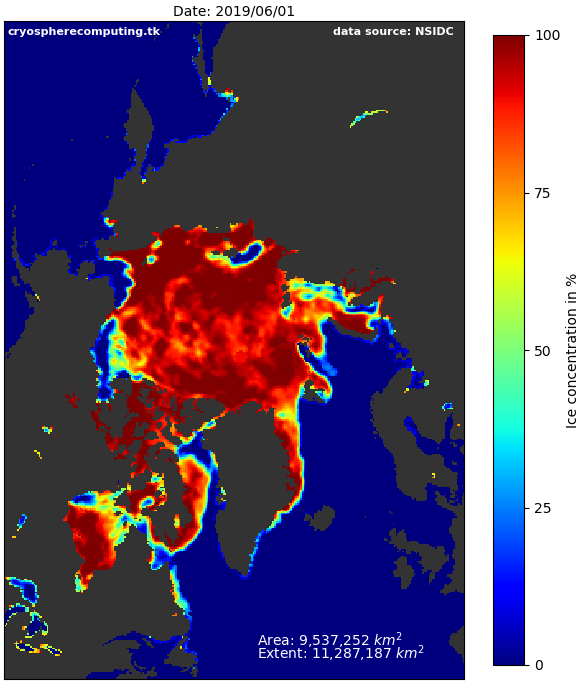 Date: 2019/06/01
cryospherecomputing.tk
data source: NSIDC
100
75
50
25
0
Ice concentration in %
Area: 9,537,252 km²
Extent: 11,287,187 km²